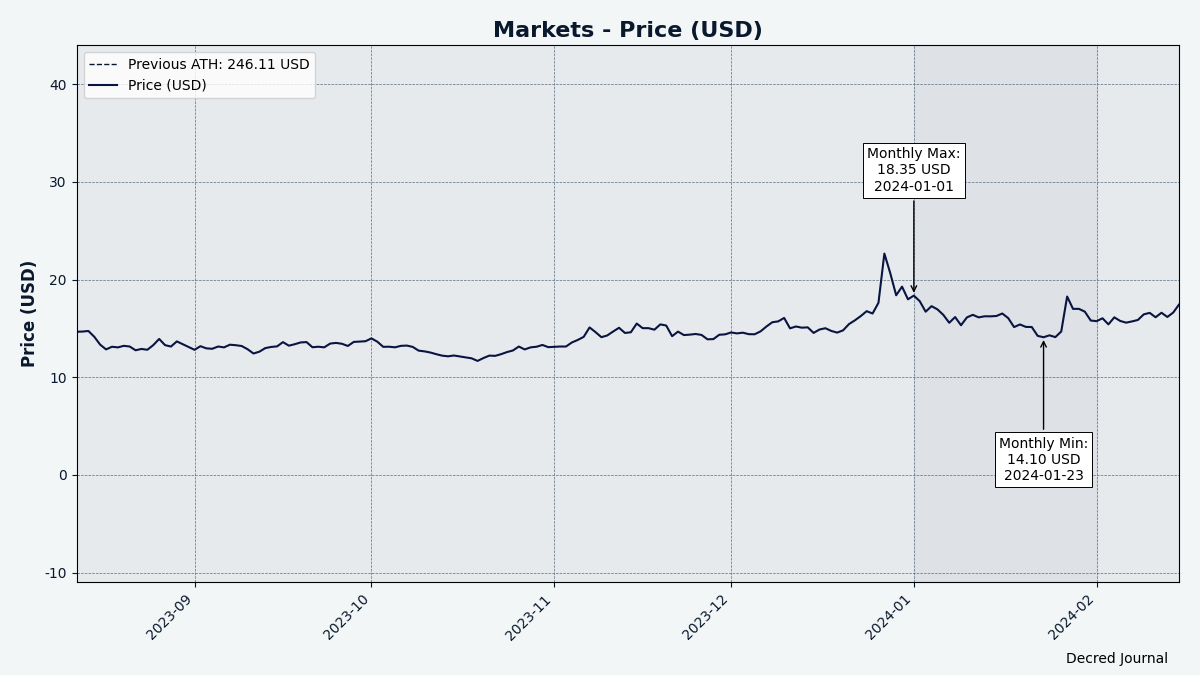 Markets - Price (USD)
Previous ATH: 246.11 USD
Price (USD)
Price (USD)
40
30
20
10
0
-10
Monthly Max:
18.35 USD
2024-01-01
Monthly Min:
14.10 USD
2024-01-23
2023-09
2023-10
2023-11
2023-12
2024-01
2024-02
Decred Journal